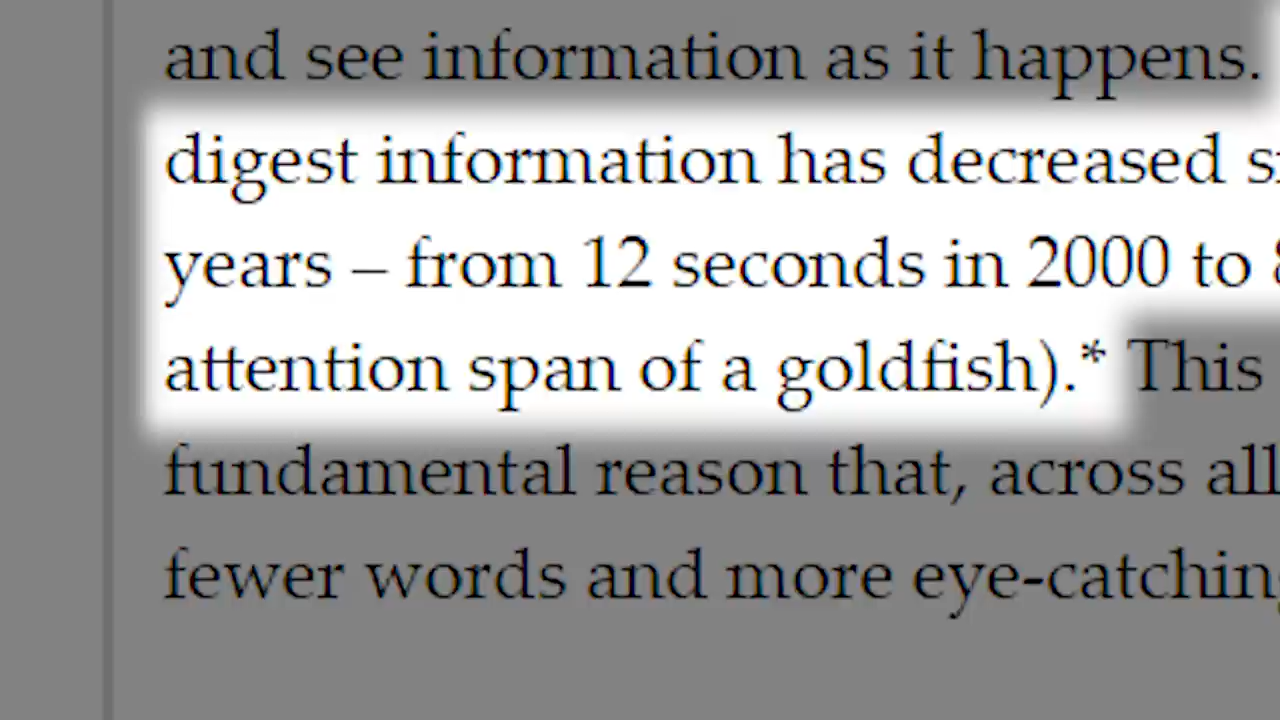 and see information as it happens.
digest information has decreased
years – from 12 seconds in 2000 to
attention span of a goldfish).* This
fundamental reason that, across all
fewer words and more eye-catching